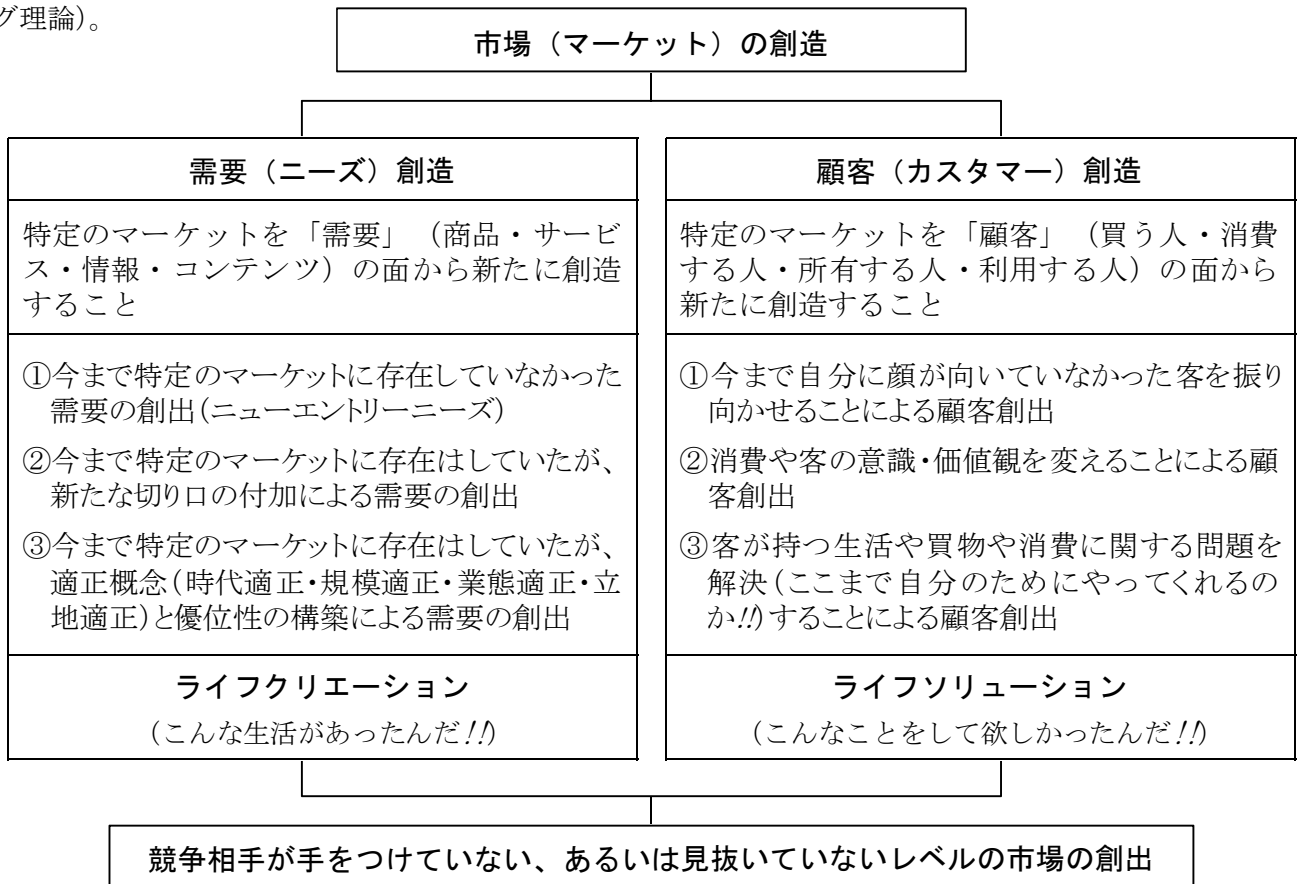 グ理論)。
市場（マーケット）の創造
需要（ニーズ）創造
特定のマーケットを「需要」（商品・サービ
ス・情報・コンテンツ）の面から新たに創造
すること
①今まで特定のマーケットに存在していなかった
需要の創出(ニューエントリーニーズ)
②今まで特定のマーケットに存在はしていたが、
新たな切り口の付加による需要の創出
③今まで特定のマーケットに存在はしていたが、
適正概念(時代適正・規模適正・業態適正・立
地適正)と優位性の構築による需要の創出
ライフクリエーション
(こんな生活があったんだ!!)
顧客（カスタマー）創造
特定のマーケットを「顧客」（買う人・消費
する人・所有する人・利用する人）の面から
新たに創造すること
①今まで自分に顔が向いていなかった客を振り
向かせることによる顧客創出
②消費や客の意識・価値観を変えることによる顧
客創出
③客が持つ生活や買物や消費に関する問題を
解決(ここまで自分のためにやってくれるの
か!!)することによる顧客創出
ライフソリューション
(こんなことをして欲しかったんだ!!)
競争相手が手をつけていない、あるいは見抜いていないレベルの市場の創出